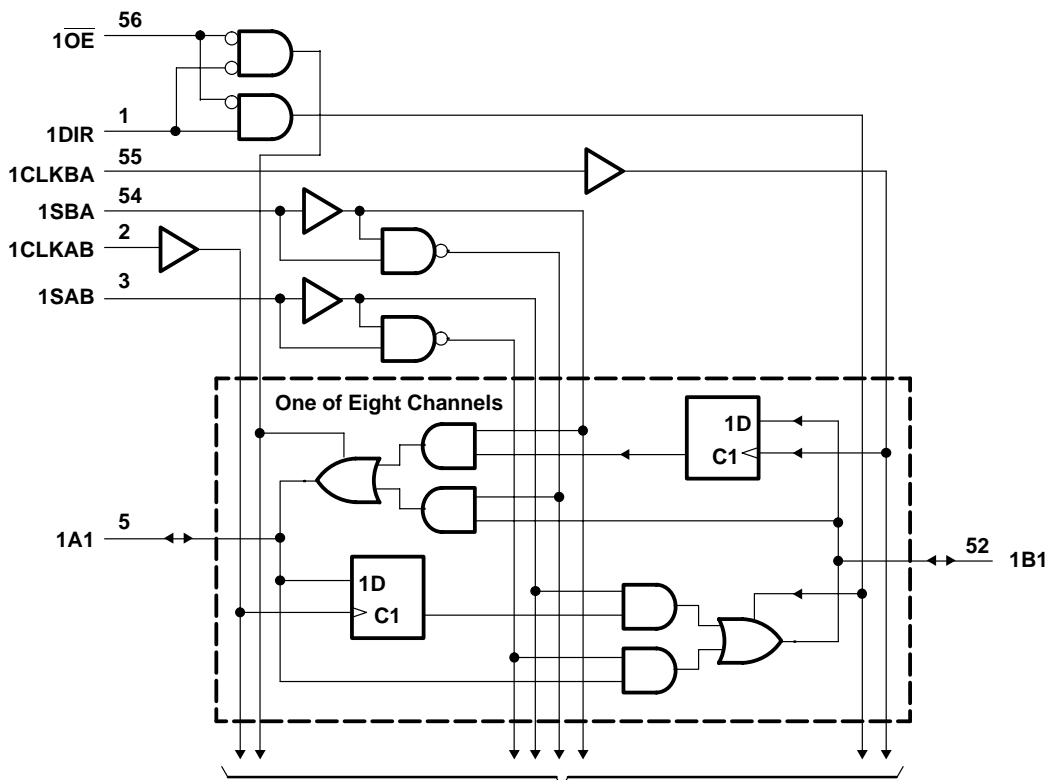 56
1OE
1
1DIR
55
1CLKBA
54
1SBA
2
1CLKAB
3
1SAB
One of Eight Channels
1D
C1
5
1A1
52
1B1
1D
C1